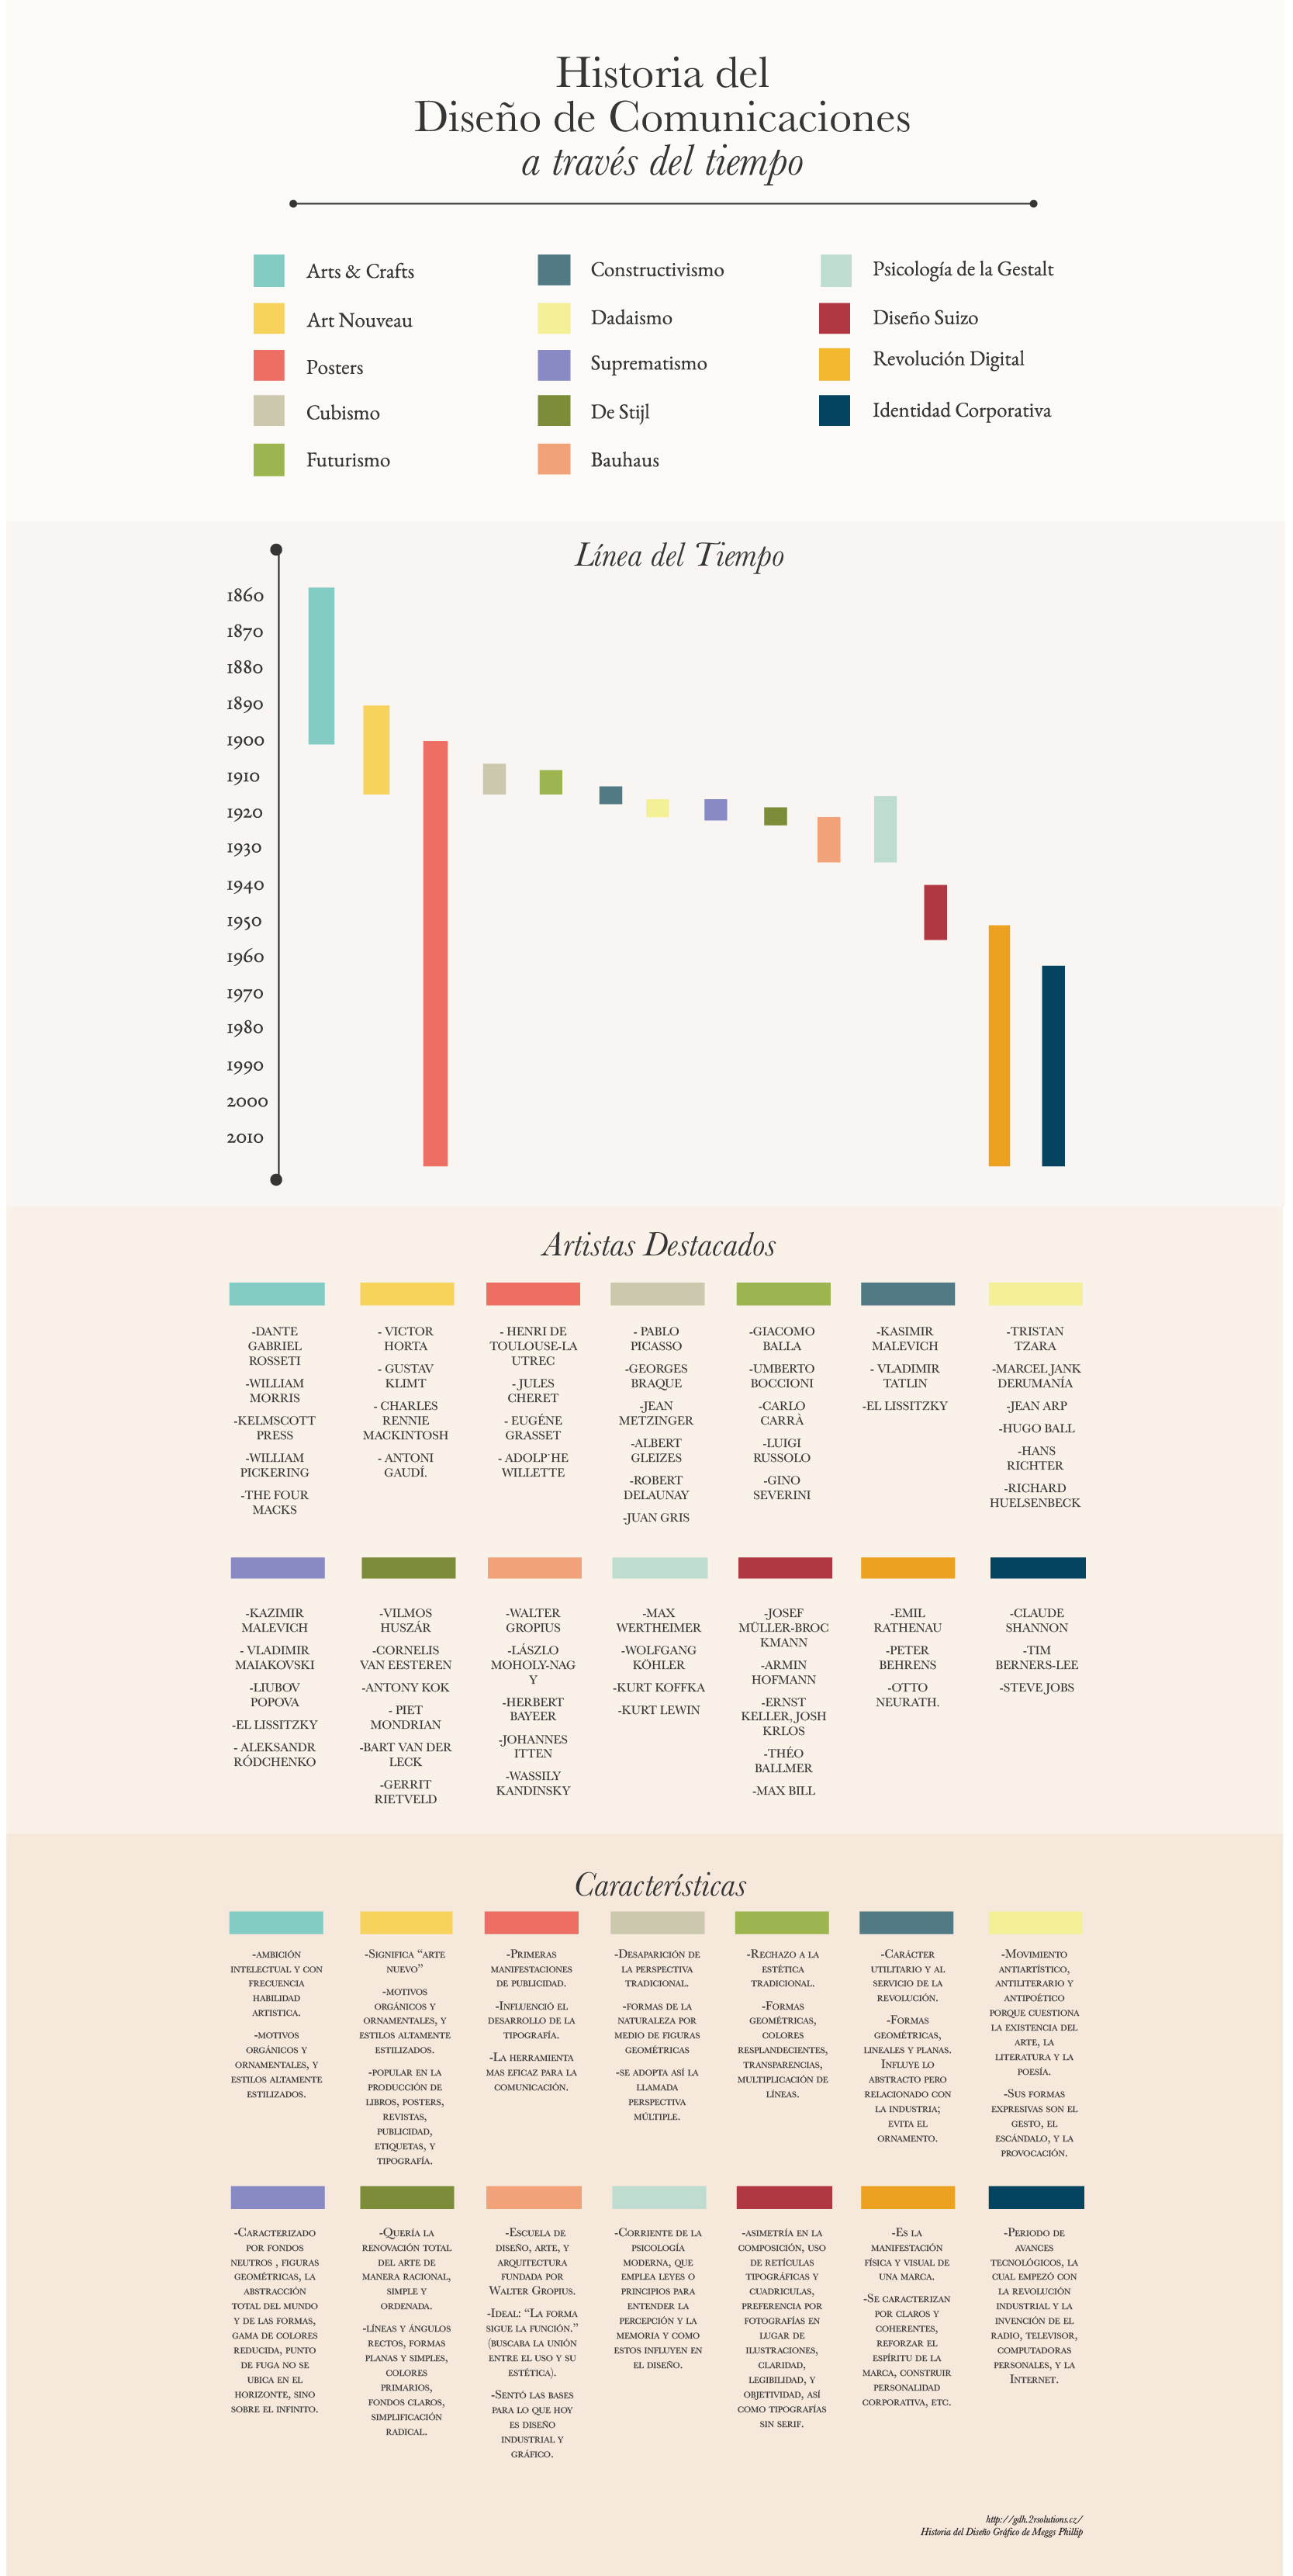 Historia del
Diseño de Comunicaciones
a través del tiempo
Arts & Crafts
Art Nouveau
Posters
Cubismo
Futurismo
Constructivismo
Dadaismo
Suprematismo
De Stijl
Bauhaus
Psicología de la Gestalt
Diseño Suizo
Revolución Digital
Identidad Corporativa
Línea del Tiempo
1860
1870
1880
1890
1900
1910
1920
1930
1940
1950
1960
1970
1980
1990
2000
2010
Artistas Destacados
-DANTE
GABRIEL
ROSSETI
-WILLIAM
MORRIS
-KELMSCOTT
PRESS
-WILLIAM
PICKERING
-THE FOUR
MACKS
- VICTOR
HORTA
- GUSTAV
KLIMT
- CHARLES
RENNIE
MACKINTOSH
- ANTONI
GAUDÍ.
- HENRI DE
TOULOUSE-LA
UTREC
- JULES
CHERET
- EUGÉNE
GRASSET
- ADOLP´HE
WILLETTE
- PABLO
PICASSO
-GEORGES
BRAQUE
-JEAN
METZINGER
-ALBERT
GLEIZES
-ROBERT
DELAUNAY
-JUAN GRIS
-GIACOMO
BALLA
-UMBERTO
BOCCIONI
-CARLO
CARRÀ
-LUIGI
RUSSOLO
-GINO
SEVERINI
-KASIMIR
MALEVICH
- VLADIMIR
TATLIN
-EL LISSITZKY
-TRISTAN
TZARA
-MARCEL JANK
DERUMANÍA
-JEAN ARP
-HUGO BALL
-HANS
RICHTER
-RICHARD
HUELSENBECK
-KAZIMIR
MALEVICH
- VLADIMIR
MAIAKOVSKI
-LIUBOV
POPOVA
-EL LISSITZKY
- ALEKSANDR
RÓDCHENKO
-VILMOS
HUSZÁR
-CORNELIS
VAN EESTEREN
-ANTONY KOK
- PIET
MONDRIAN
-BART VAN DER
LECK
-GERRIT
RIETVELD
-WALTER
GROPIUS
-LÁSZLO
MOHOLY-NAG
Y
-HERBERT
BAYEER
-JOHANNES
ITTEN
-WASSILY
KANDINSKY
-MAX
WERTHEIMER
-WOLFGANG
KÖHLER
-KURT KOFFKA
-KURT LEWIN
-JOSEF
MÜLLER-BROC
KMANN
-ARMIN
HOFMANN
-ERNST
KELLER, JOSH
KRLOS
-THÉO
BALLMER
-MAX BILL
-EMIL
RATHENAU
-PETER
BEHRENS
-OTTO
NEURATH.
-CLAUDE
SHANNON
-TIM
BERNERS-LEE
-STEVE JOBS
Características
-AMBICIÓN
INTELECTUAL Y CON
FRECUENCIA
HABILIDAD
ARTISTICA.
-MOTIVOS
ORGÁNICOS Y
ORNAMENTALES, Y
ESTILOS ALTAMENTE
ESTILIZADOS.
-SIGNIFICA “ARTE
NUEVO”
-MOTIVOS
ORGÁNICOS Y
ORNAMENTALES, Y
ESTILOS ALTAMENTE
ESTILIZADOS.
-POPULAR EN LA
PRODUCCIÓN DE
LIBROS, POSTERS,
REVISTAS,
PUBLICIDAD,
ETIQUETAS, Y
TIPOGRAFÍA.
-PRIMERAS
MANIFESTACIONES
DE PUBLICIDAD.
-INFLUENCIÓ EL
DESARROLLO DE LA
TIPOGRAFÍA.
-LA HERRAMIENTA
MAS EFICAZ PARA LA
COMUNICACIÓN.
-DESAPARICIÓN DE
LA PERSPECTIVA
TRADICIONAL.
-FORMAS DE LA
NATURALEZA POR
MEDIO DE FIGURAS
GEOMÉTRICAS
-SE ADOPTA ASÍ LA
LLAMADA
PERSPECTIVA
MÚLTIPLE.
-RECHAZO A LA
ESTÉTICA
TRADICIONAL.
-FORMAS
GEOMÉTRICAS,
COLORES
RESPLANDECIENTES,
TRANSPARENCIAS,
MULTIPLICACIÓN DE
LÍNEAS.
-CARÁCTER
UTILITARIO Y AL
SERVICIO DE LA
REVOLUCIÓN.
-FORMAS
GEOMÉTRICAS,
LINEALES Y PLANAS.
INFLUYE LO
ABSTRACTO PERO
RELACIONADO CON
LA INDUSTRIA;
EVITA EL
ORNAMENTO.
-MOVIMIENTO
ANTIARTÍSTICO,
ANTILITERARIO Y
ANTIPOÉTICO
PORQUE CUESTIONA
LA EXISTENCIA DEL
ARTE, LA
LITERATURA Y LA
POESÍA.
-SUS FORMAS
EXPRESIVAS SON EL
GESTO, EL
ESCÁNDALO, Y LA
PROVOCACIÓN.
-CARACTERIZADO
POR FONDOS
NEUTROS , FIGURAS
GEOMÉTRICAS, LA
ABSTRACCIÓN
TOTAL DEL MUNDO
Y DE LAS FORMAS,
GAMA DE COLORES
REDUCIDA, PUNTO
DE FUGA NO SE
UBICA EN EL
HORIZONTE, SINO
SOBRE EL INFINITO.
-QUERÍA LA
RENOVACIÓN TOTAL
DEL ARTE DE
MANERA RACIONAL,
SIMPLE Y
ORDENADA.
-LÍNEAS Y ÁNGULOS
RECTOS, FORMAS
PLANAS Y SIMPLES,
COLORES
PRIMARIOS,
FONDOS CLAROS,
SIMPLIFICACIÓN
RADICAL.
-ESCUELA DE
DISEÑO, ARTE, Y
ARQUITECTURA
FUNDADA POR
WALTER GROPIUS.
-IDEAL: “LA FORMA
SIGUE LA FUNCIÓN.”
(BUSCABA LA UNIÓN
ENTRE EL USO Y SU
ESTÉTICA).
-SENTÓ LAS BASES
PARA LO QUE HOY
ES DISEÑO
INDUSTRIAL Y
GRÁFICO.
-CORRIENTE DE LA
PSICOLOGÍA
MODERNA, QUE
EMPLEA LEYES O
PRINCIPIOS PARA
ENTENDER LA
PERCEPCIÓN Y LA
MEMORIA Y COMO
ESTOS INFLUYEN EN
EL DISEÑO.
-ASIMETRÍA EN LA
COMPOSICIÓN, USO
DE RETÍCULAS
TIPOGRÁFICAS Y
CUADRICULAS,
PREFERENCIA POR
FOTOGRAFÍAS EN
LUGAR DE
ILUSTRACIONES,
CLARIDAD,
LEGIBILIDAD, Y
OBJETIVIDAD, ASÍ
COMO TIPOGRAFÍAS
SIN SERIF.
-ES LA
MANIFESTACIÓN
FÍSICA Y VISUAL DE
UNA MARCA.
-SE CARACTERIZAN
POR CLAROS Y
COHERENTES,
REFORZAR EL
ESPÍRITU DE LA
MARCA, CONSTRUIR
PERSONALIDAD
CORPORATIVA, ETC.
-PERIODO DE
AVANCES
TECNOLÓGICOS, LA
CUAL EMPEZÓ CON
LA REVOLUCIÓN
INDUSTRIAL Y LA
INVENCIÓN DE EL
RADIO, TELEVISOR,
COMPUTADORAS
PERSONALES, Y LA
INTERNET.
http://gdh.2rsolutions.cz/
Historia del Diseño Gráfico de Meggs Phillip